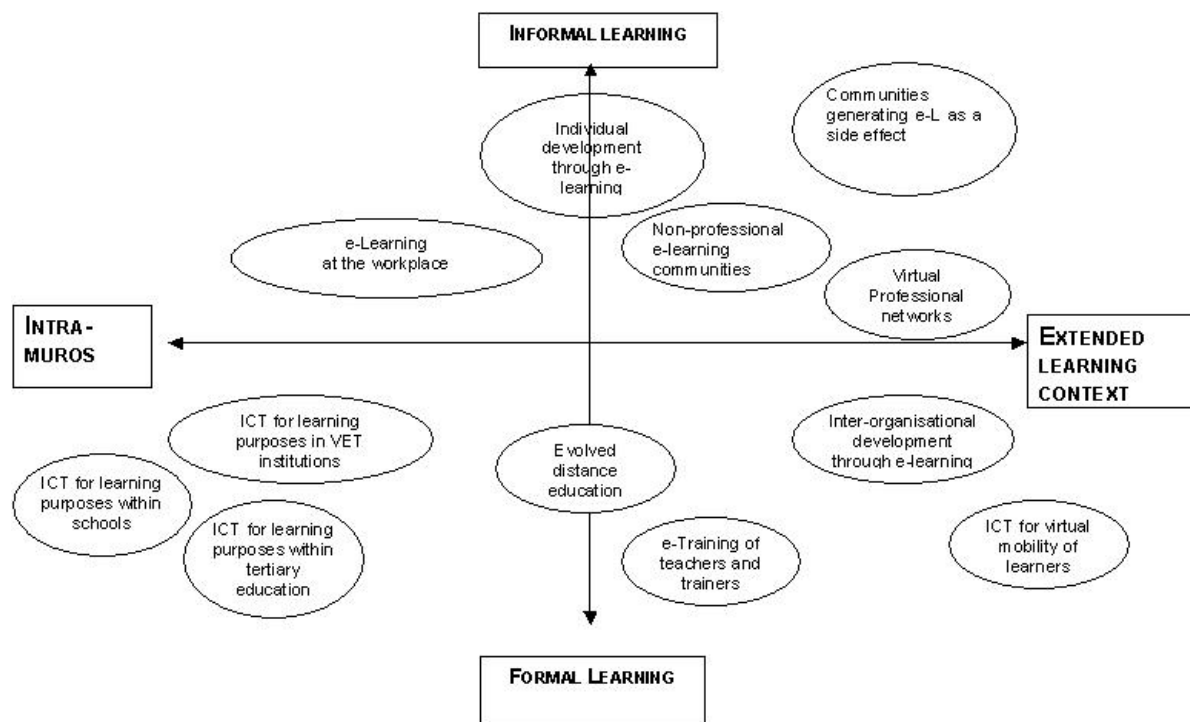 INFORMAL LEARNING
Communities
generating e-L as a
side effect
Individual
development
through e-
learning
Non-professional
e-learning
communities
e-Learning
at the workplace
Virtual
Professional
networks
INTRA-
MUROS
EXTENDED
LEARNING
CONTEXT
ICT for learning
purposes in VET
institutions
Inter-organisational
development
through e-learning
Evolved
distance
education
ICT for learning
purposes within
schools
ICT for learning
purposes within
tertiary
education
e-Training of
teachers and
trainers
ICT for virtual
mobility of
learners
FORMAL LEARNING